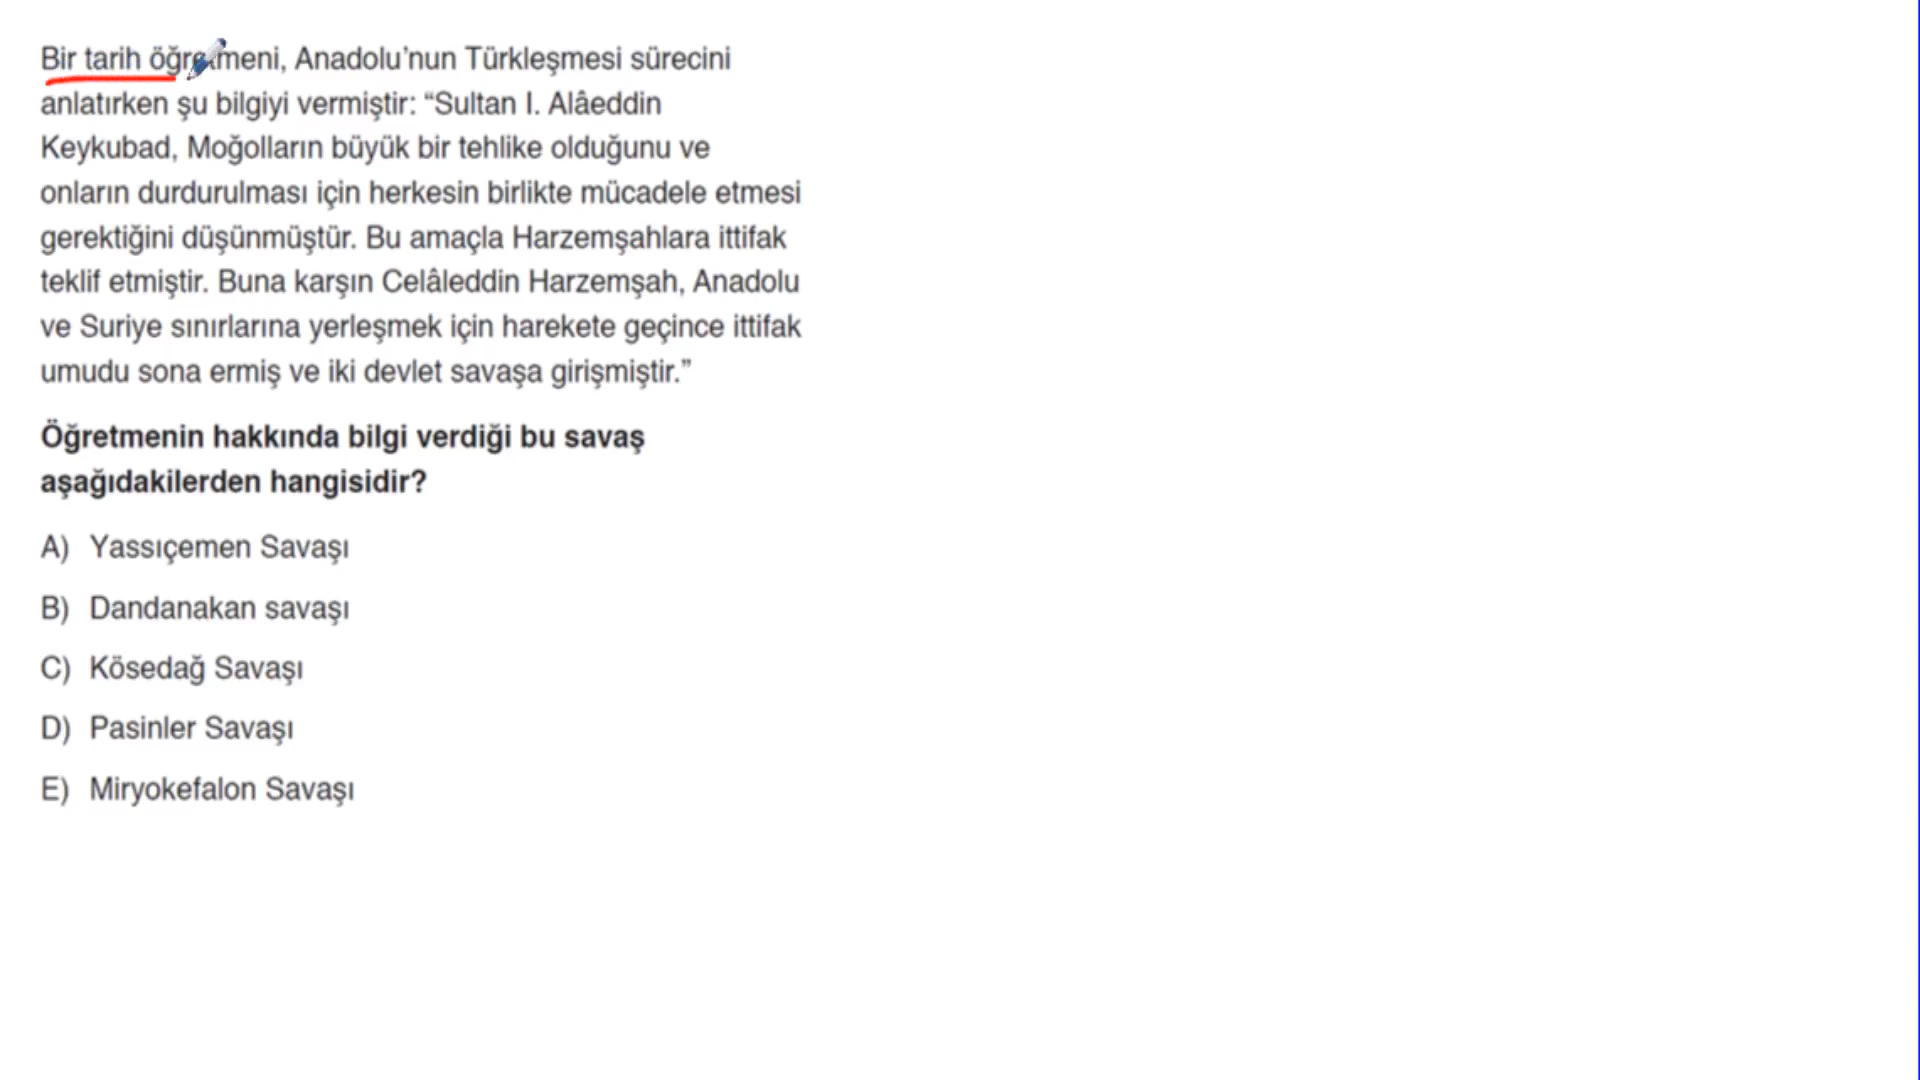 Bir tarih öğretmeni, Anadolu’nun Türkleşmesi sürecini
anlatırken şu bilgiyi vermiştir: “Sultan I. Alâeddin
Keykubad, Moğolların büyük bir tehlike olduğunu ve
onların durdurulması için herkesin birlikte mücadele etmesi
gerektiğini düşünmüştür. Bu amaçla Harzemşahlara ittifak
teklif etmiştir. Buna karşın Celâleddin Harzemşah, Anadolu
ve Suriye sınırlarına yerleşmek için harekete geçince ittifak
umudu sona ermiş ve iki devlet savaşa girişmiştir.”
Öğretmenin hakkında bilgi verdiği bu savaş
aşağıdakilerden hangisidir?
A) Yassıçemen Savaşı
B) Dandanakan savaşı
C) Kösedağ Savaşı
D) Pasinler Savaşı
E) Miryokefalon Savaşı